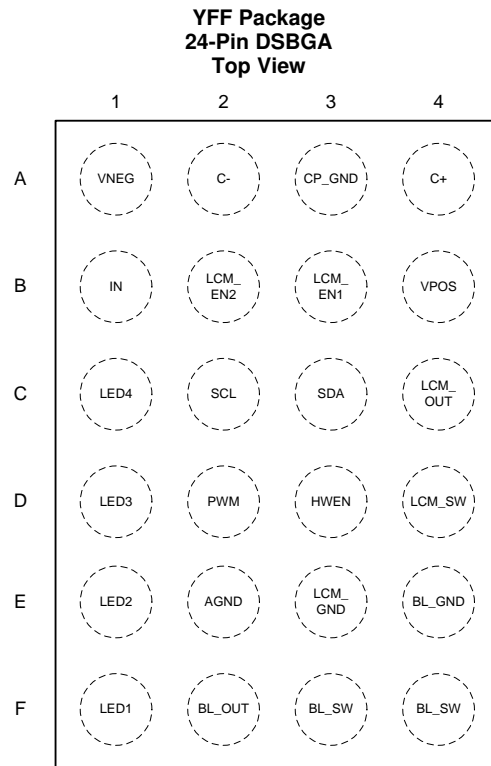 YFF Package
24-Pin DSBGA
Top View
1 2 3 4
A VNEG C- CP_GND C+
B IN LCM_
EN2 LCM_
EN1 VPOS
C LED4 SCL SDA LCM_
OUT
D LED3 PWM HWEN LCM_SW
E LED2 AGND LCM_
GND BL_GND
F LED1 BL_OUT BL_SW BL_SW